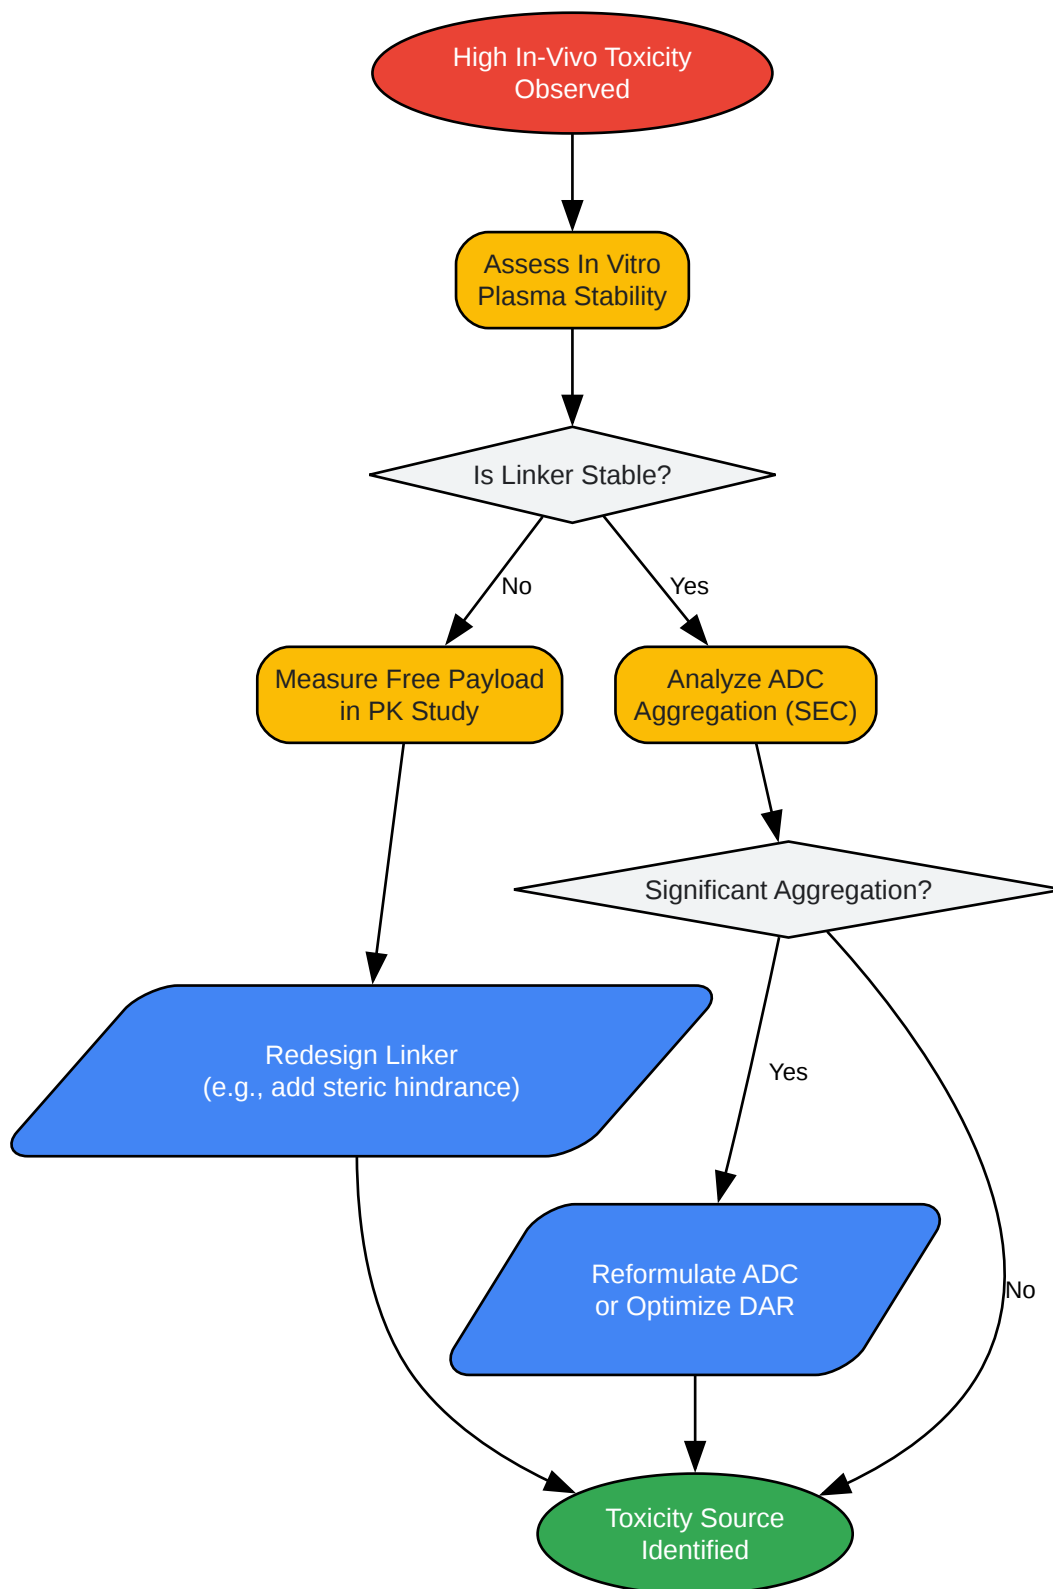 High In-Vivo Toxicity
Observed
Assess In Vitro
Plasma Stability
Is Linker Stable?
No
Yes
Measure Free Payload
in PK Study
Analyze ADC
Aggregation (SEC)
Significant Aggregation?
Redesign Linker
(e.g., add steric hindrance)
Yes
Reformulate ADC
or Optimize DAR
No
Toxicity Source
Identified